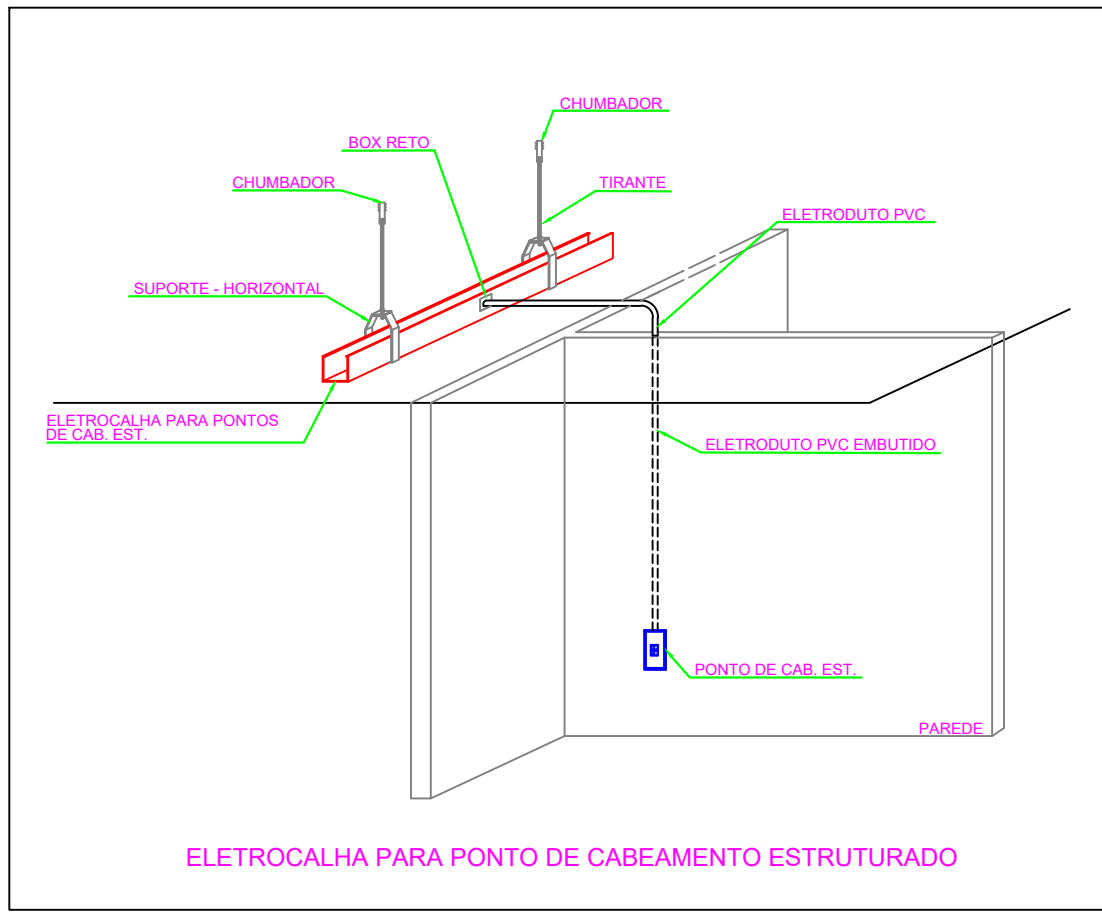 CHUMBADOR
BOX RETO
CHUMBADOR
TIRANTE
ELETRODUTO PVC
SUPORTE - HORIZONTAL
ELETROCALHA PARA PONTOS
DE CAB. EST.
ELETRODUTO PVC EMBUTIDO
PONTO DE CAB. EST.
PAREDE
ELETROCALHA PARA PONTO DE CABEAMENTO ESTRUTURADO